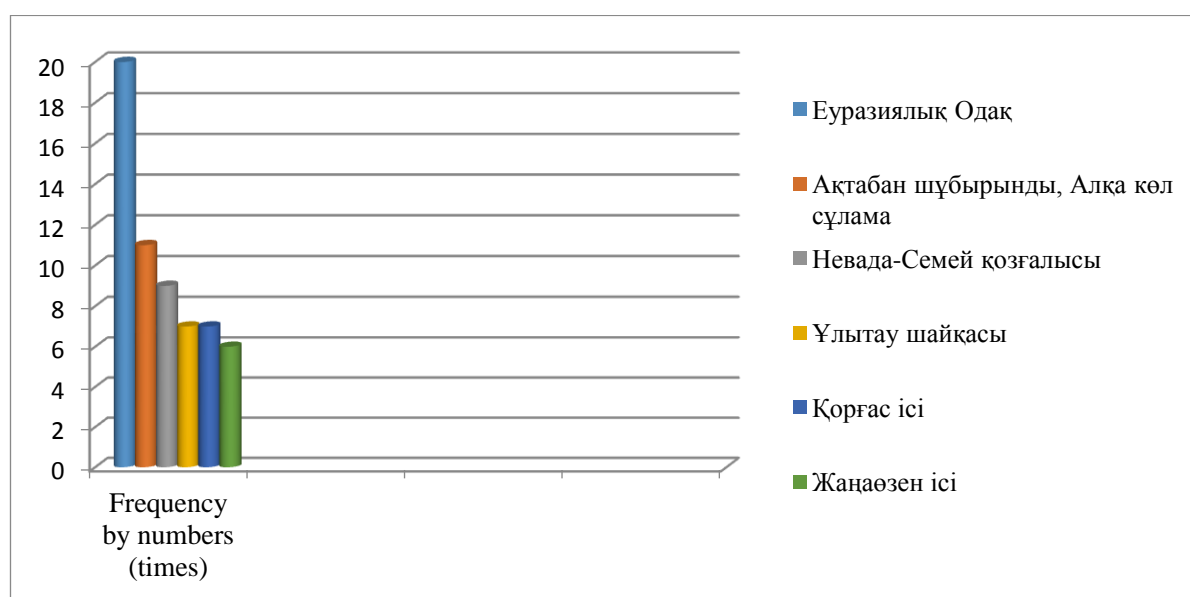 20
18
16
14
12
10
8
6
4
2
0
Frequency
by numbers
(times)
Еуразиялық Одақ
Ақтабан шұбырынды, Алқа көл
сұлама
Невада-Семей қозғалысы
Ұлытау шайқасы
Қорғас ісі
Жаңаөзен ісі